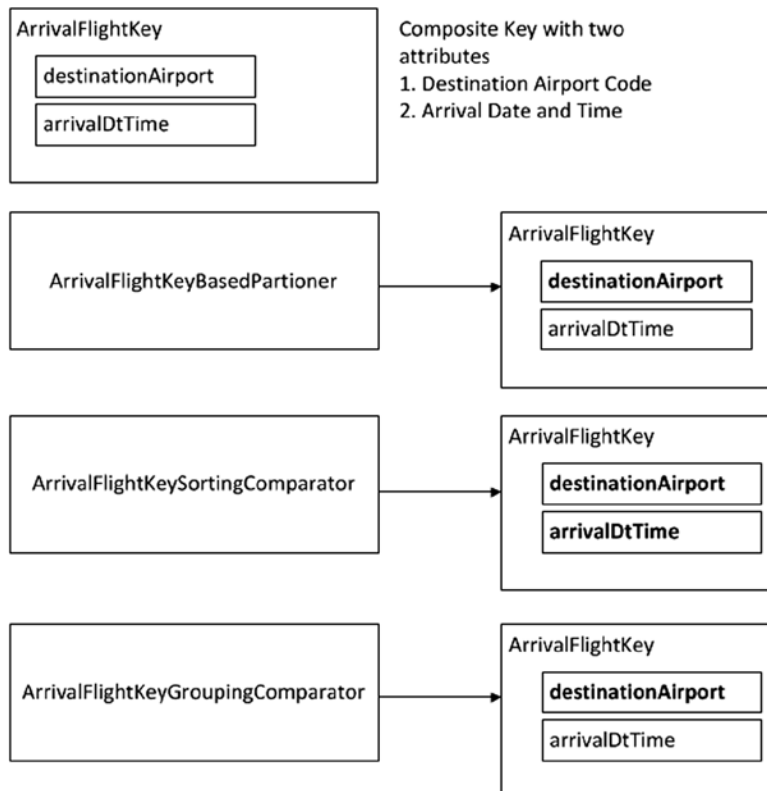 ArrivalFlightKey
destinationAirport
arrivalDtTime
Composite Key with two
attributes
1. Destination Airport Code
2. Arrival Date and Time
ArrivalFlightKeyBasedPartioner
ArrivalFlightKey
destinationAirport
arrivalDtTime
ArrivalFlightKeySortingComparator
ArrivalFlightKey
destinationAirport
arrivalDtTime
ArrivalFlightKeyGroupingComparator
ArrivalFlightKey
destinationAirport
arrivalDtTime